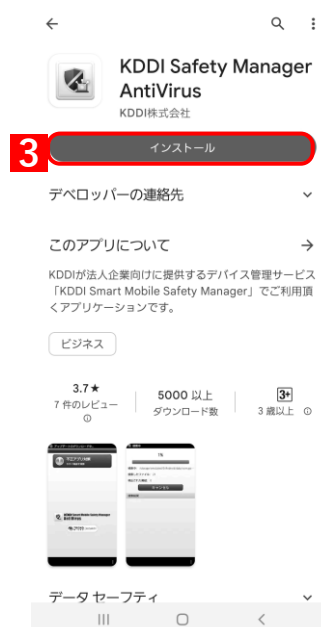 KDDI Safety Manager
AntiVirus
KDDI株式会社
3
インストール
デベロッパーの連絡先
このアプリについて
KDDIが法人企業向けに提供するデバイス管理サービス
「KDDI Smart Mobile Safety Manager」でご利用頂
くアプリケーションです。
ビジネス
3.7★
7 件のレビュー
5000 以上
ダウンロード数
3+
3 歳以上
1%
キャンセル
データ セーフティ